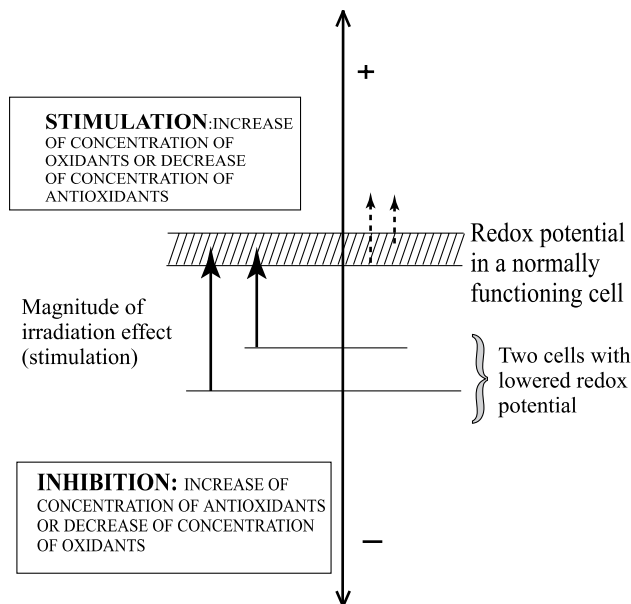 +
STIMULATION:INCREASE
OF CONCENTRATION OF
OXIDANTS OR DECREASE
OF CONCENTRATION OF
ANTIOXIDANTS
Redox potential
in a normally
functioning cell
Magnitude of
irradiation effect
(stimulation)
Two cells with
lowered redox
potential
INHIBITION: INCREASE OF
CONCENTRATION OF ANTIOXIDANTS
OR DECREASE OF CONCENTRATION
OF OXIDANTS
−